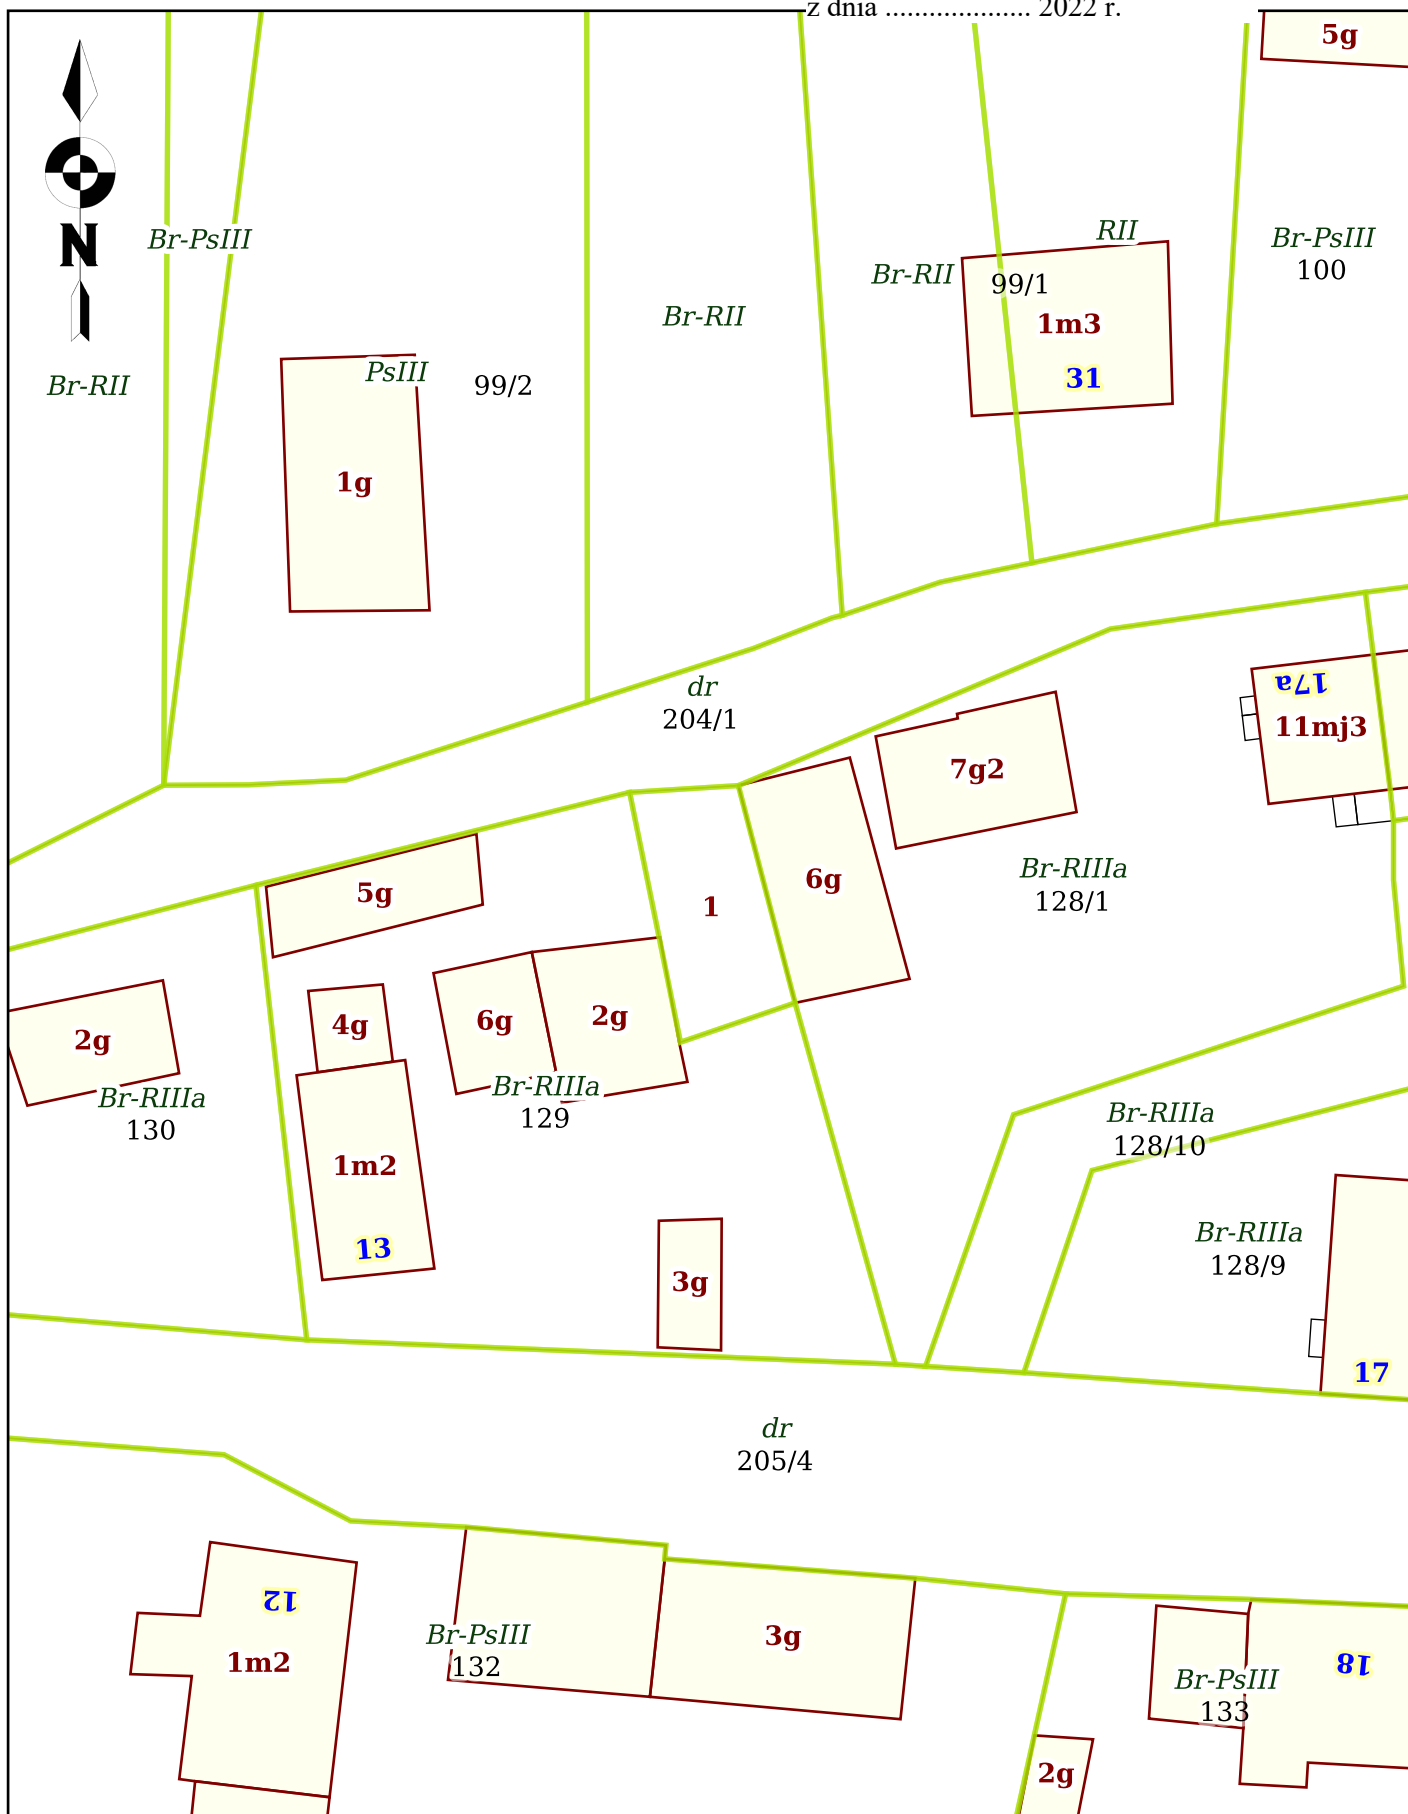 z dnia .................... 2022 r.
5g
N
Br-PsIII
RII
Br-PsIII
100
Br-RII
99/1
Br-RII
1m3
PsIII
31
Br-RII
99/2
1g
dr
204/1
17a
11mj3
7g2
Br-RIIIa
128/1
6g
5g
1
2g
4g
6g
2g
Br-RIIIa
130
Br-RIIIa
129
Br-RIIIa
128/10
1m2
13
Br-RIIIa
128/9
3g
17
dr
205/4
12
1m2
Br-PsIII
132
3g
18
Br-PsIII
133
2g